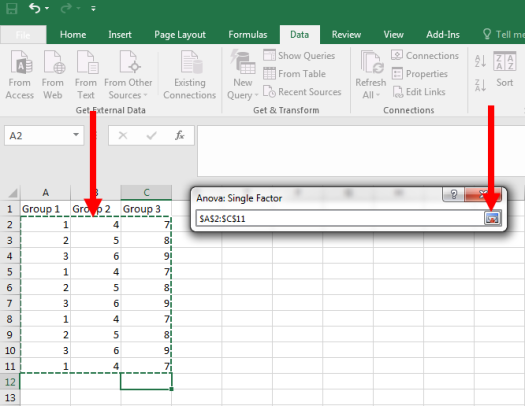 File Home Insert Page Layout Formulas Data Review View Add-Ins Tell me
From Access
From Web
From Text
From Other Sources
Existing Connections
New Query
Show Queries
From Table
Recent Sources
Refresh All
Connections
Properties
Edit Links
Sort
Get External Data Get & Transform Connections
A2 fx
Anova: Single Factor ?
$A$2:$C$11
A B C
1 Group 1 Group 2 Group 3
2 1 4 7
3 2 5 8
4 3 6 9
5 1 4 7
6 2 5 8
7 3 6 9
8 1 4 7
9 2 5 8
10 3 6 9
11 1 4 7
12
13